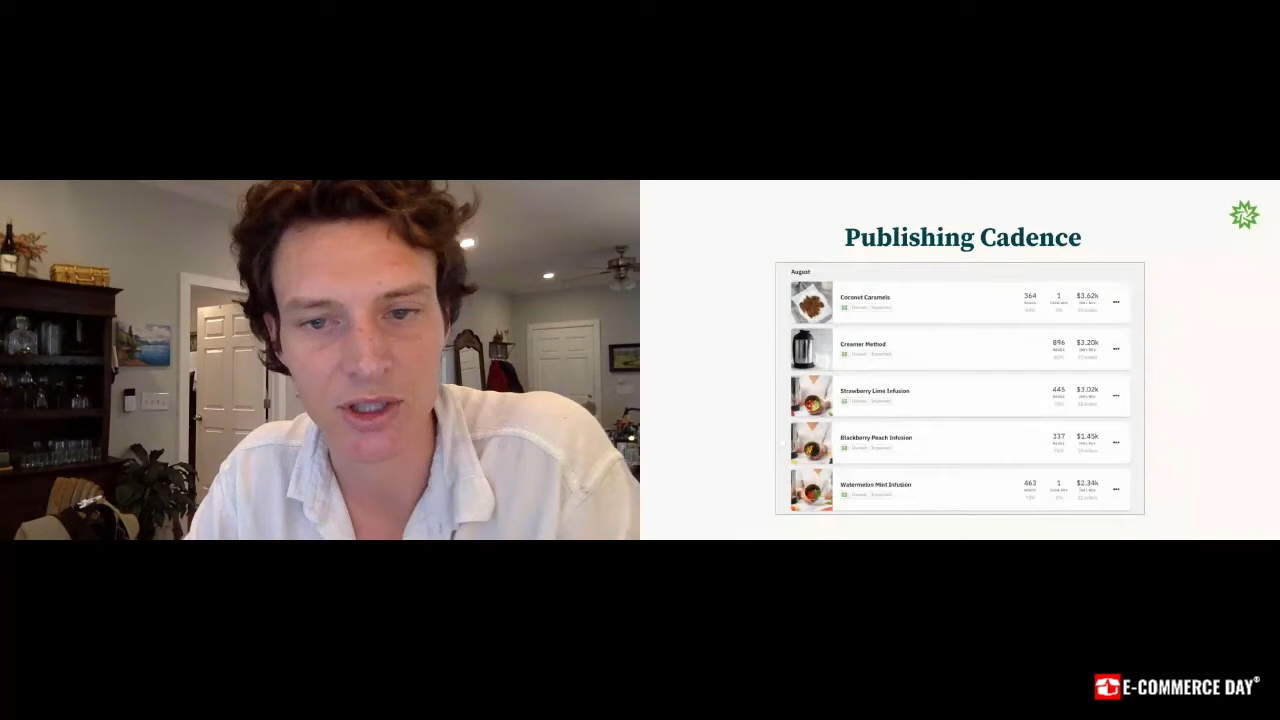 Publishing Cadence
August
Coconut Caramels
364 1 $3.62k
Creamer Method
896 $3.20k
Strawberry Lime Infusion
445 $3.02k
Blackberry Peach Infusion
337 $1.45k
Watermelon Mint Infusion
463 1 $2.34k
E-COMMERCE DAY®